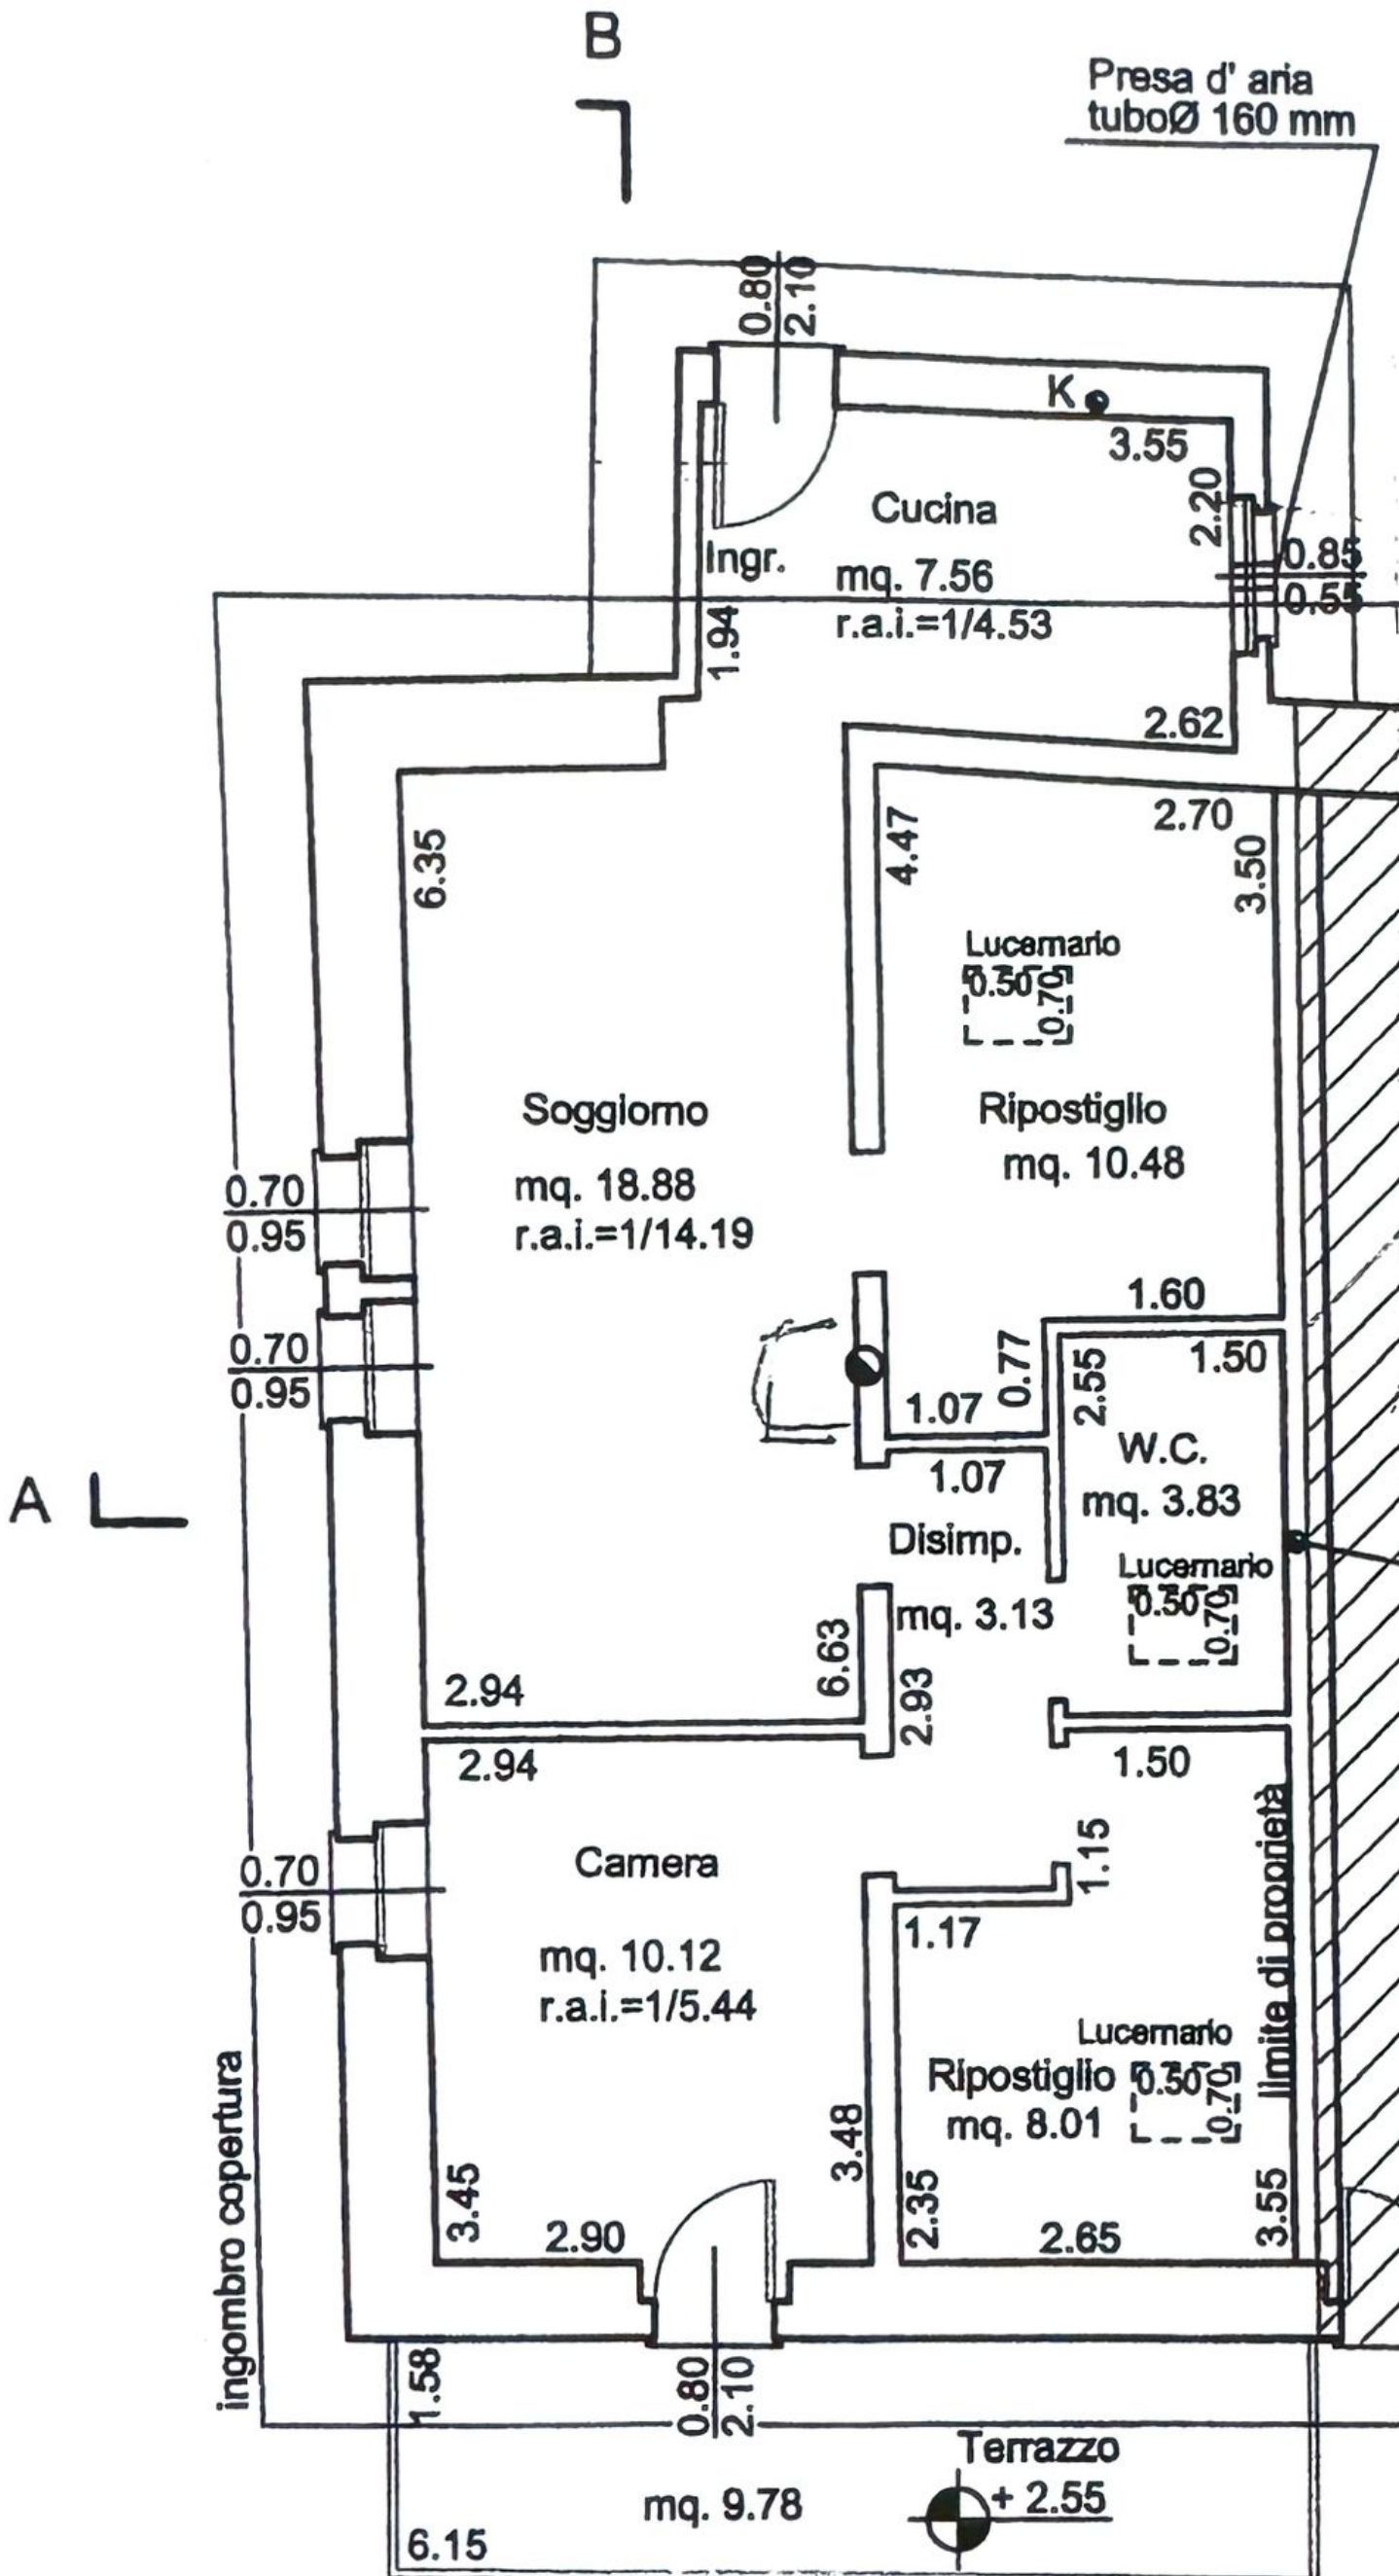 B
Presa d' aria
tuboØ 160 mm
0.80
2.10
K
3.55
2.20
Cucina
Ingr.
mq. 7.56
r.a.i.=1/4.53
0.85
0.55
1.94
2.62
2.70
6.35
4.47
3.50
Lucernario
0.50
0.70
Soggiorno
mq. 18.88
r.a.i.=1/14.19
Ripostiglio
mq. 10.48
0.70
0.95
0.70
0.95
1.60
1.50
0.77
2.55
1.07
1.07
W.C.
mq. 3.83
A
Disimp.
mq. 3.13
Lucernario
0.50
0.70
6.63
2.93
2.94
2.94
1.50
1.15
Camera
mq. 10.12
r.a.i.=1/5.44
0.70
0.95
1.17
limite di proprietà
Lucernario
Ripostiglio
0.50
0.70
mq. 8.01
ingombro copertura
3.45
2.90
3.48
2.35
2.65
3.55
1.58
0.80
2.10
Terrazzo
+ 2.55
mq. 9.78
6.15